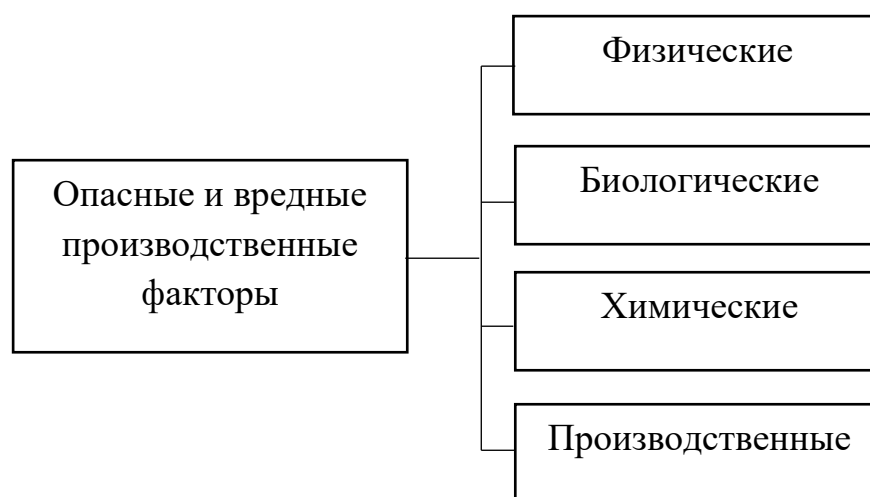 Физические
Опасные и вредные
производственные
факторы
Биологические
Химические
Производственные